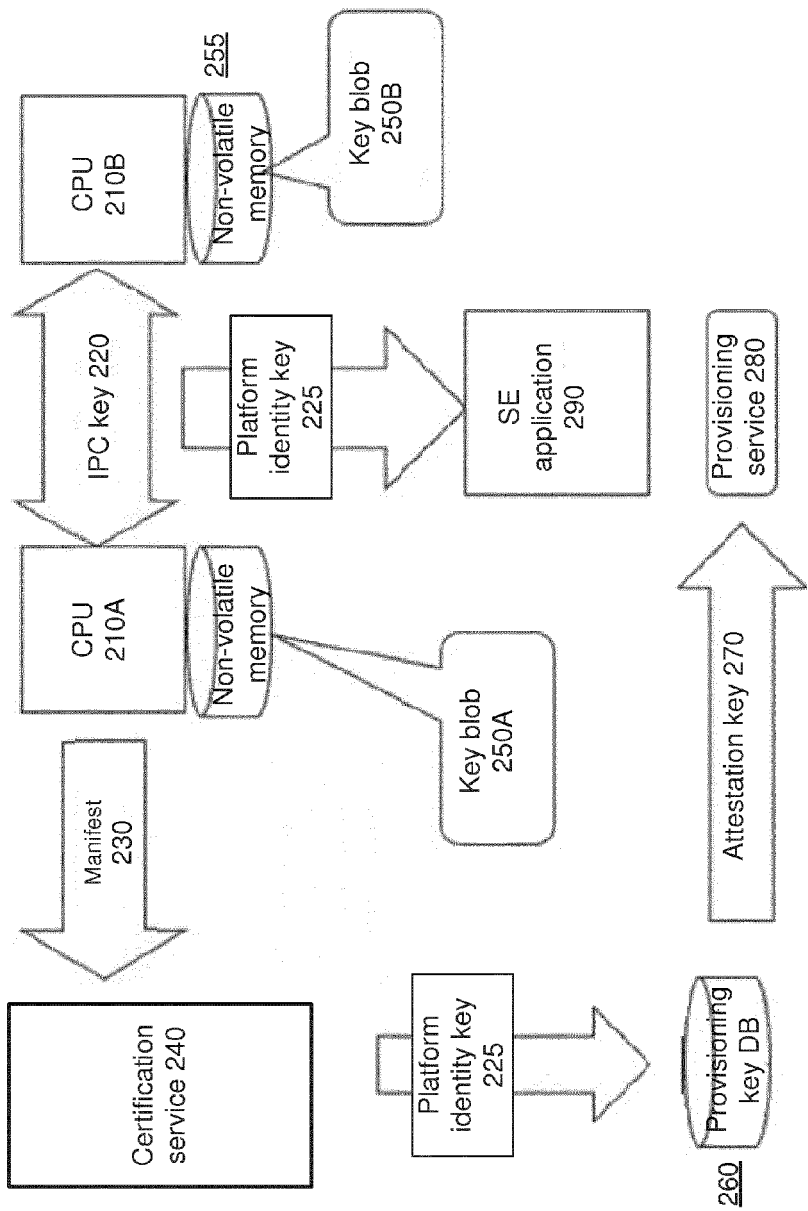 Certification
service 240
Manifest
230
CPU
210A
IPC key 220
CPU
210B
Non-volatile
memory
Non-volatile
memory
255
Platform
identity key
225
Key blob
250A
Platform
identity key
225
Key blob
250B
SE
application
290
260
Provisioning
key DB
Attestation key 270
Provisioning
service 280